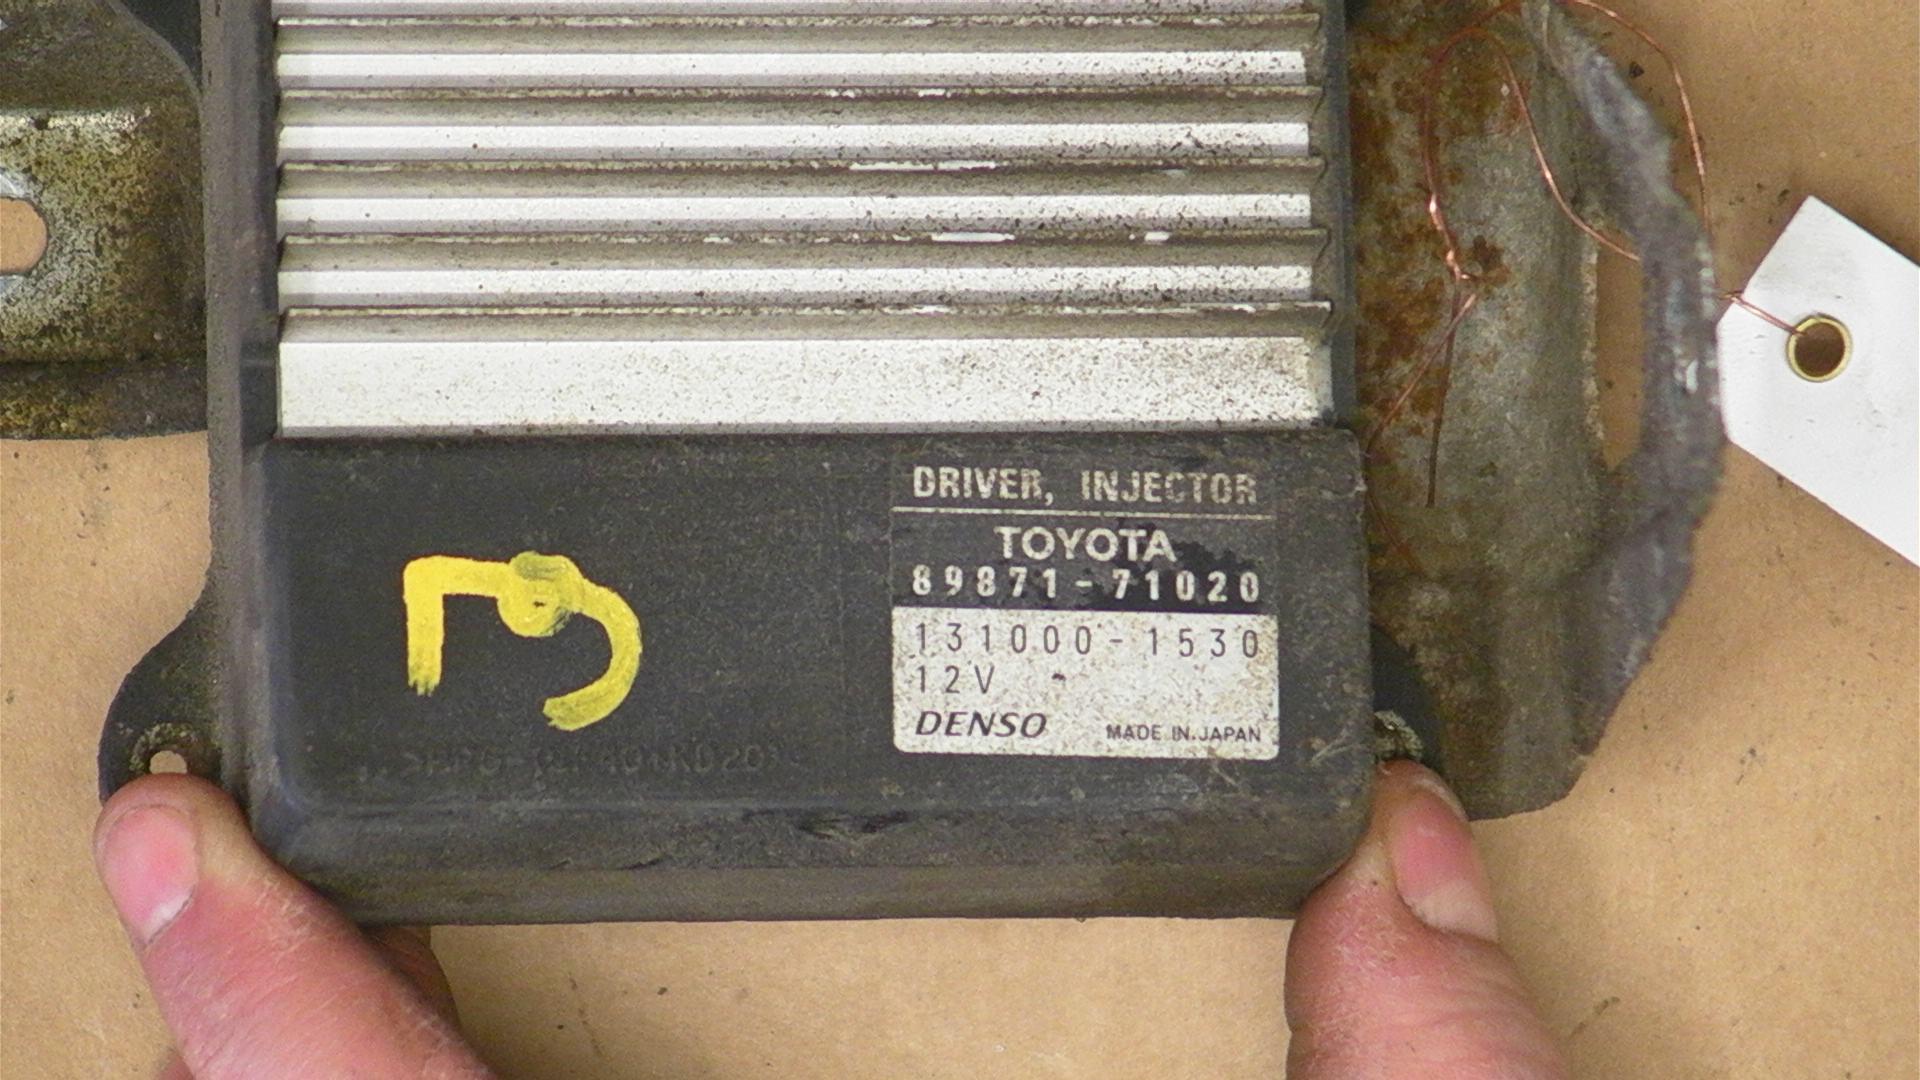 DRIVER, INJECTOR
TOYOTA
89871-71020
131000-1530
12V
DENSO MADE IN JAPAN